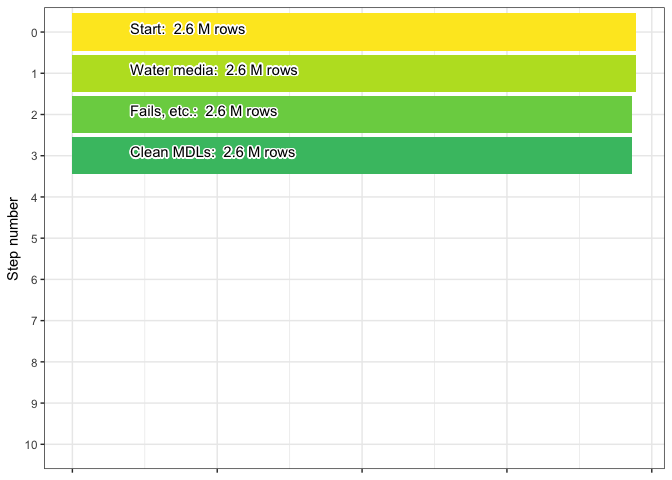 0
Start:  2.6 M rows
1
Water media:  2.6 M rows
2
Fails, etc.:  2.6 M rows
3
Clean MDLs:  2.6 M rows
4
5
6
7
8
9
10
Step number